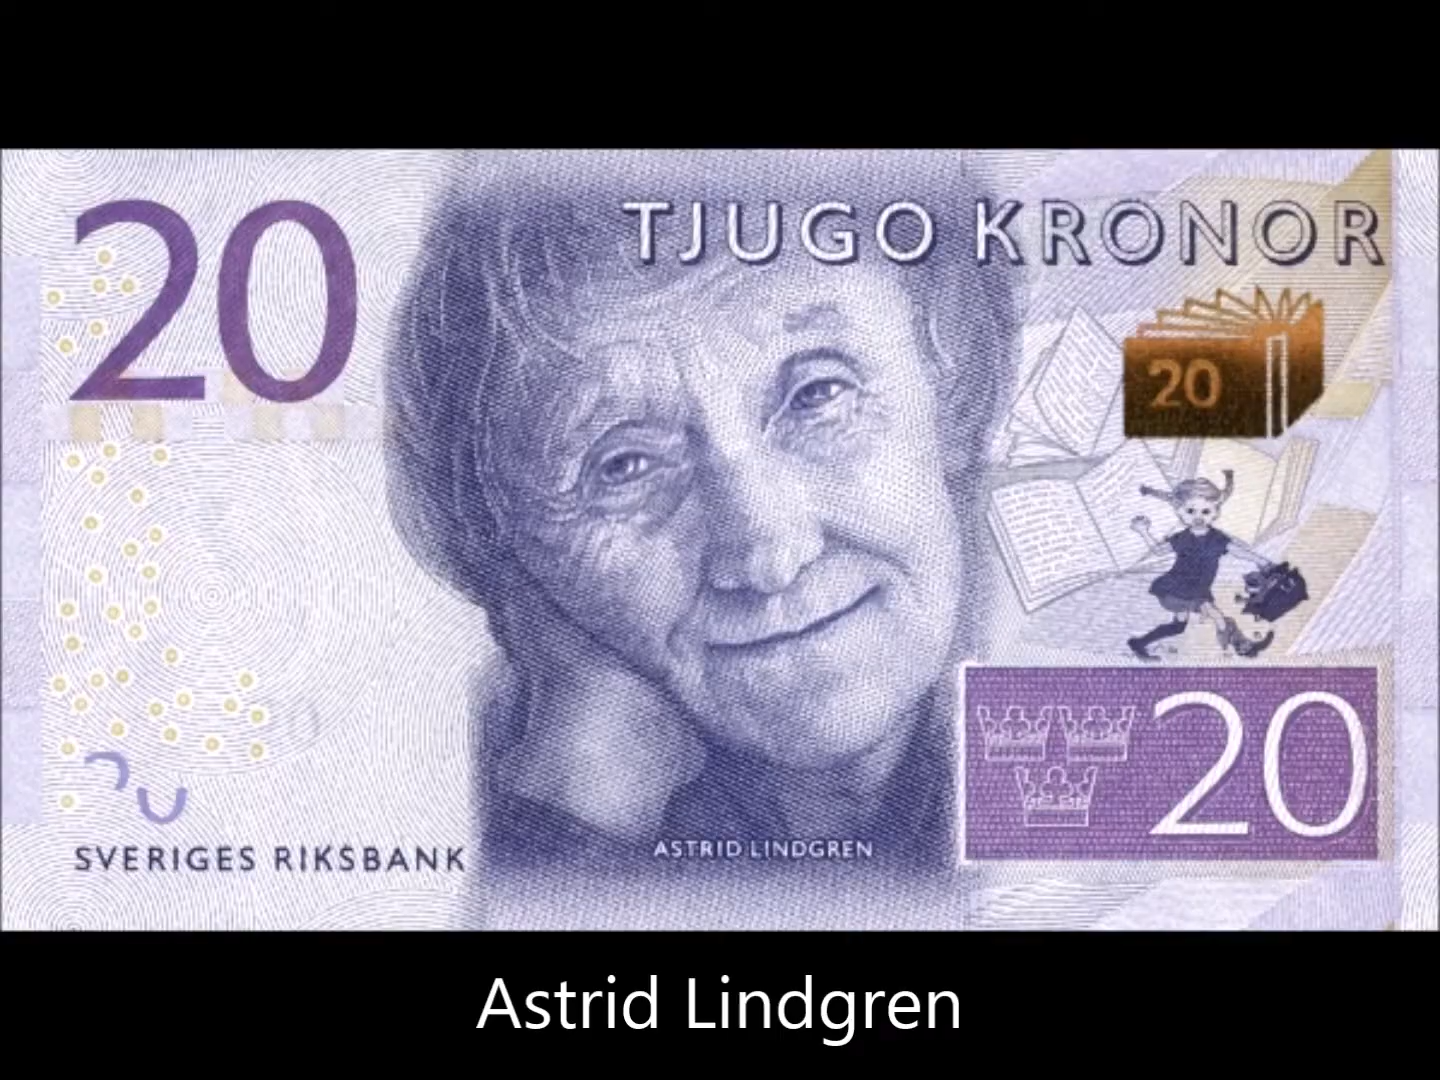 20
TJUGO KRONOR
20
SVERIGES RIKSBANK
ASTRID LINDGREN
20
Astrid Lindgren